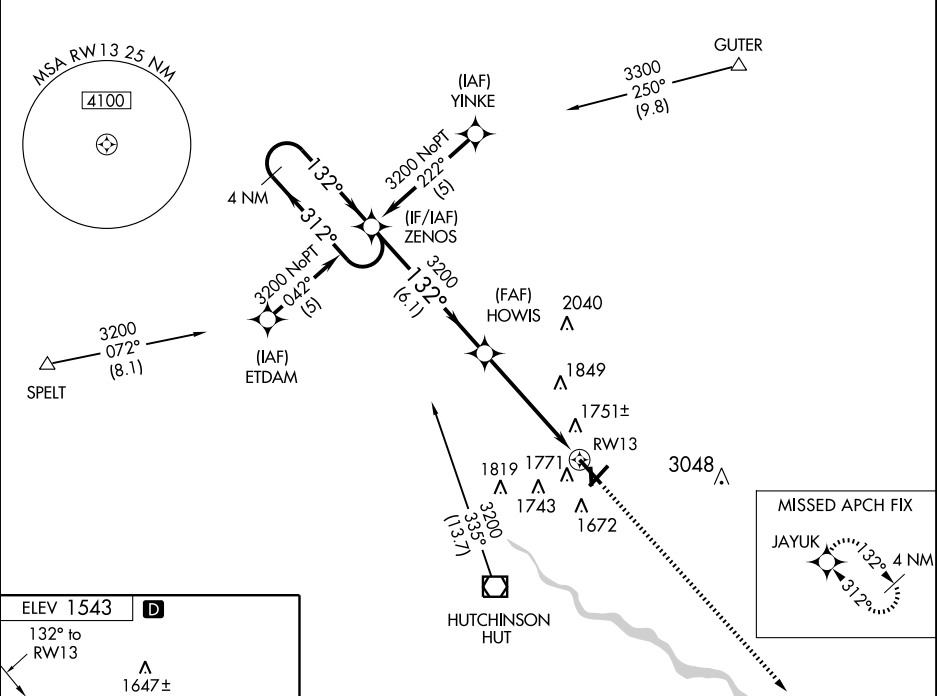 MSA RW13 25 NM
4100
GUTER
3300
250°
(9.8)
(IAF)
YINKE
3200 NoPT
222°
(5)
4 NM
132°
312°
(IF/IAF)
ZENOS
3200 NoPT
042°
(5)
(IAF)
ETDAM
3200
132°
(6.1)
(FAF)
HOWIS
3200
072°
(8.1)
SPELT
2040
1849
1751±
RW13
1771
1819
1743
1672
3048
3200
335°
(13.7)
HUTCHINSON
HUT
MISSED APCH FIX
JAYUK
132°
312°
4 NM
ELEV 1543 D
132° to
RW13
1647±